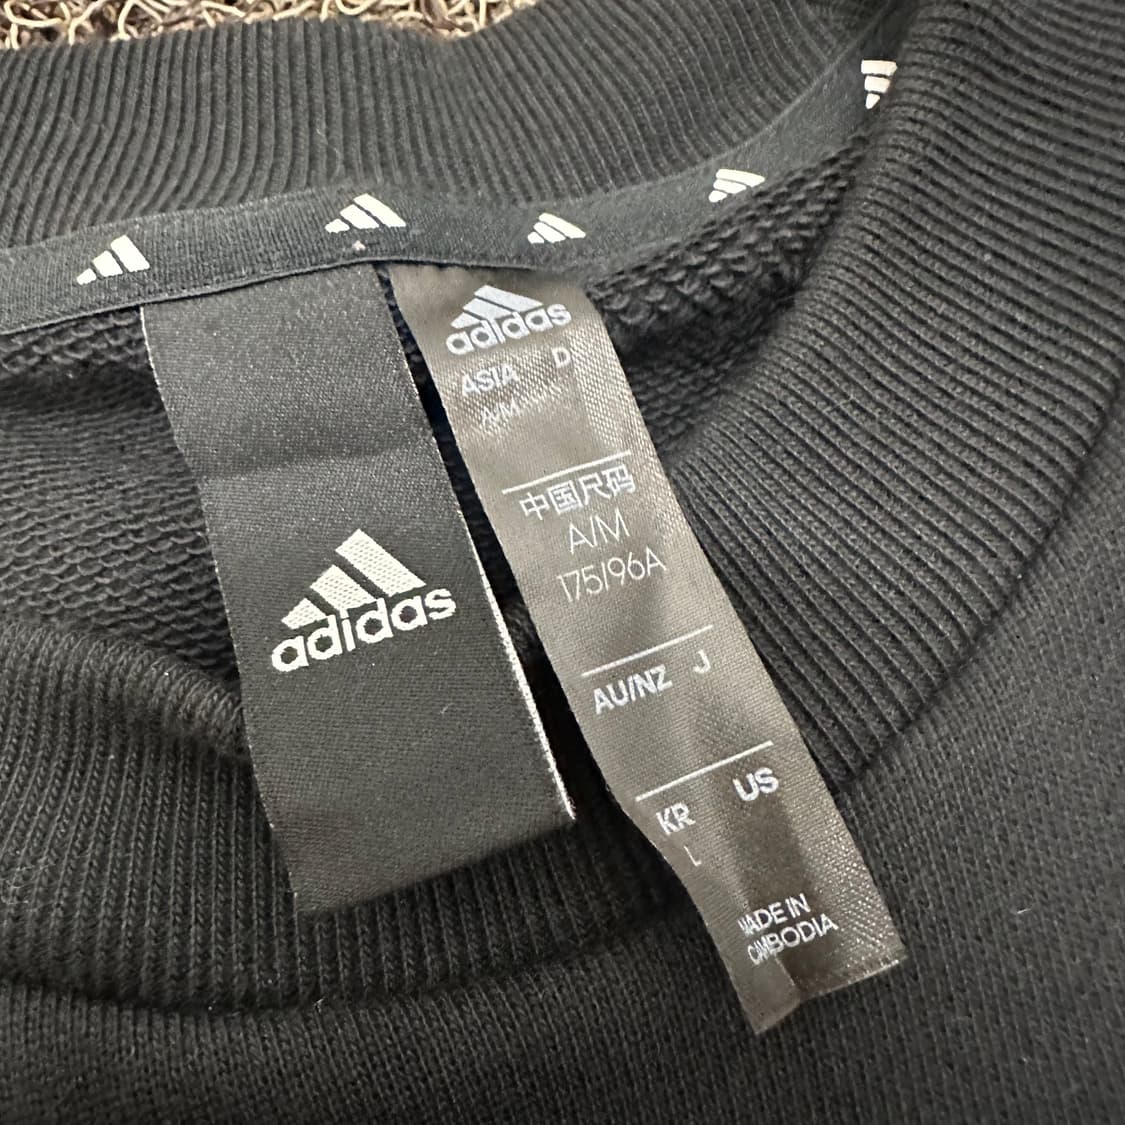 adidas
adidas
ASIA D
A/M
中国尺码
A/M
175/96A
AU/NZ J
KR US
L
MADE IN
CAMBODIA